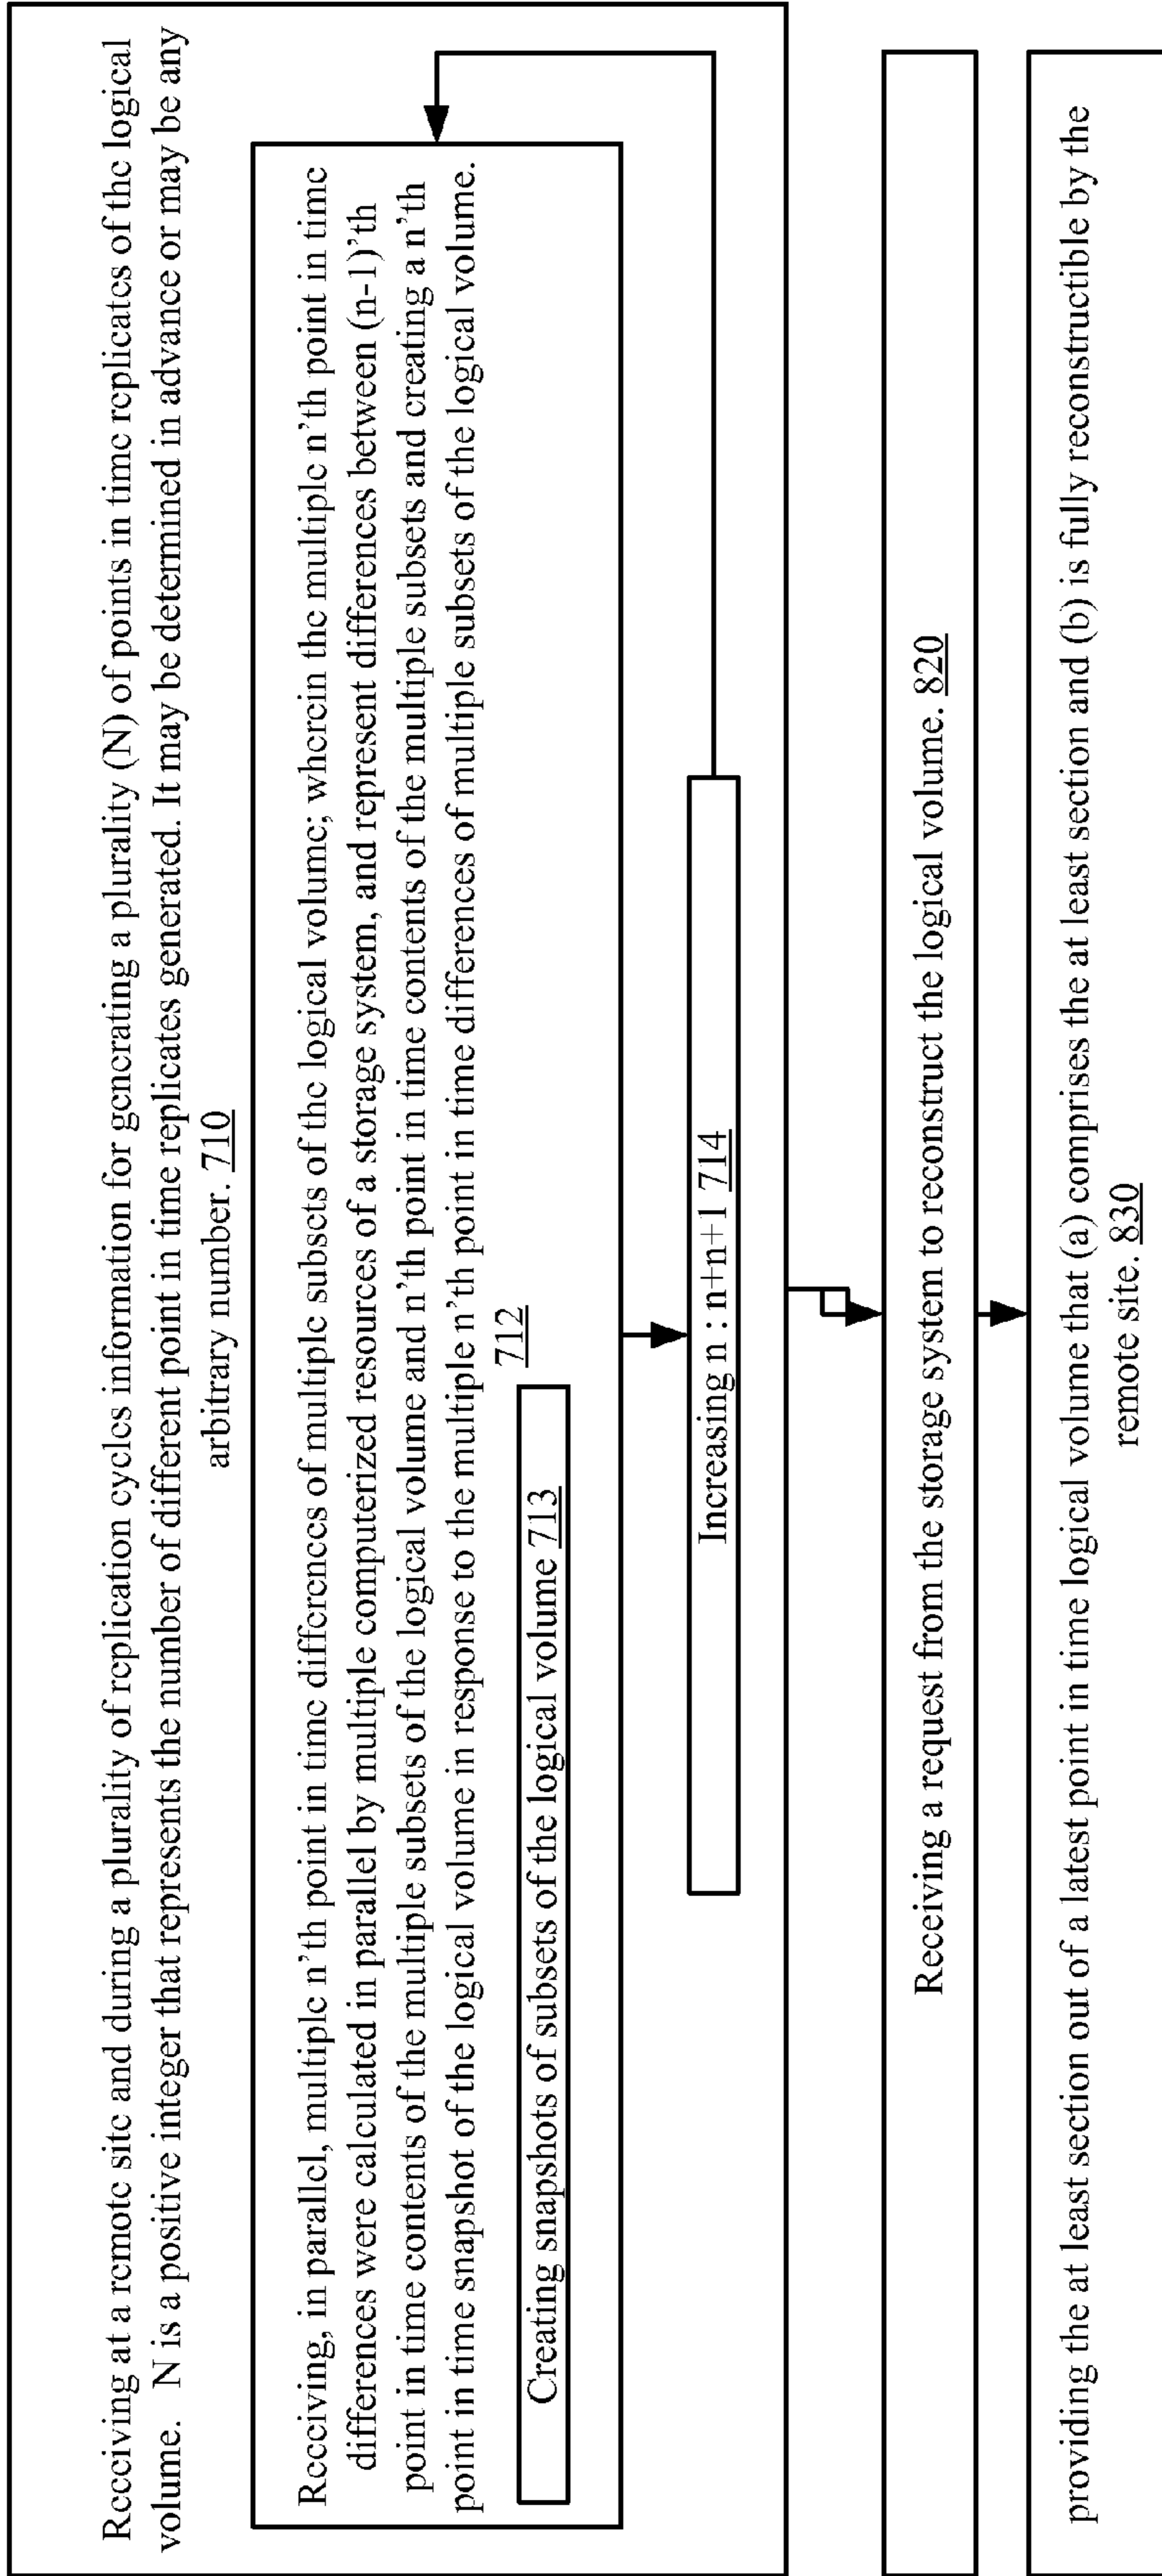 Receiving at a remote site and during a plurality of replication cycles information for generating a plurality (N) of points in time replicates of the logical
volume. N is a positive integer that represents the number of different point in time replicates generated. It may be determined in advance or may be any
arbitrary number. 710
Receiving, in parallel, multiple n'th point in time differences of multiple subsets of the logical volume; wherein the multiple n'th point in time
differences were calculated in parallel by multiple computerized resources of a storage system, and represent differences between (n-1)'th
point in time contents of the multiple subsets of the logical volume and n'th point in time contents of the multiple subsets and creating a n'th
point in time snapshot of the logical volume in response to the multiple n'th point in time differences of multiple subsets of the logical volume.
712
Creating snapshots of subsets of the logical volume 713
Increasing n : n+n+1 714
Receiving a request from the storage system to reconstruct the logical volume. 820
providing the at least section out of a latest point in time logical volume that (a) comprises the at least section and (b) is fully reconstructible by the
remote site. 830